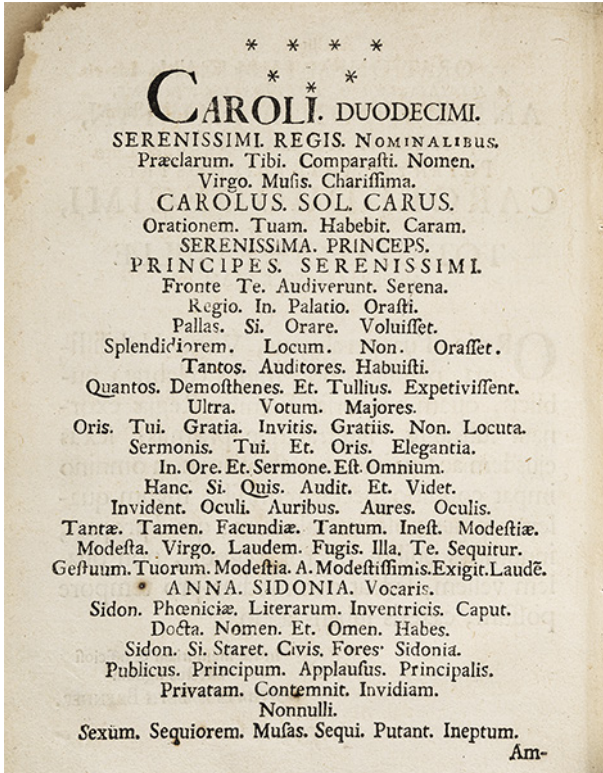 * * * *
* * *
CAROLI. DUODECIMI.
SERENISSIMI. REGIS. NOMINALIBUS.
Præclarum. Tibi. Comparaſti. Nomen.
Virgo. Muſis. Chariſſima.
CAROLUS. SOL. CARUS.
Orationem. Tuam. Habebit. Caram.
SERENISSIMA. PRINCEPS.
PRINCIPES. SERENISSIMI.
Fronte Te. Audiverunt. Serena.
Regio. In. Palatio. Oraſti.
Pallas. Si. Orare. Voluiſſet.
Splendidiorem. Locum. Non. Oraſſet.
Tantos. Auditores. Habuiſti.
Quantos. Demoſthenes. Et. Tullius. Expetiviſſent.
Ultra. Votum. Majores.
Oris. Tui. Gratia. Invitis. Gratiis. Non. Locuta.
Sermonis. Tui. Et. Oris. Elegantia.
In. Ore. Et. Sermone. Eſt. Omnium.
Hanc. Si. Quis. Audit. Et. Videt.
Invident. Oculi. Auribus. Aures. Oculis.
Tantæ. Tamen. Facundiæ. Tantum. Ineſt. Modeſtiæ.
Modeſta. Virgo. Laudem. Fugis. Illa. Te. Sequitur.
Geſtuum. Tuorum. Modeſtia. A. Modeſtiſſimis. Exigit. Laudē.
ANNA. SIDONIA. Vocaris.
Sidon. Phœniciæ. Literarum. Inventricis. Caput.
Docta. Nomen. Et. Omen. Habes.
Sidon. Si. Staret. Civis. Fores. Sidonia.
Publicus. Principum. Applauſus. Principalis.
Privatam. Contemnit. Invidiam.
Nonnulli.
Sexum. Sequiorem. Muſas. Sequi. Putant. Ineptum.
Am-